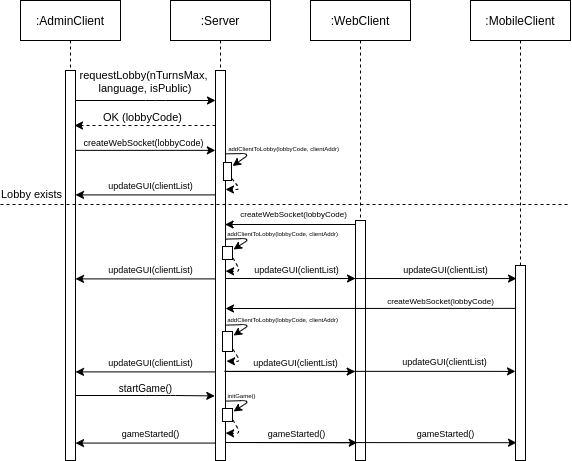 :AdminClient
:Server
:WebClient
:MobileClient
requestLobby(nTurnsMax,
language, isPublic)
OK (lobbyCode)
createWebSocket(lobbyCode)
addClientToLobby(lobbyCode, clientAddr)
updateGUI(clientList)
Lobby exists
createWebSocket(lobbyCode)
addClientToLobby(lobbyCode, clientAddr)
updateGUI(clientList)
updateGUI(clientList)
updateGUI(clientList)
createWebSocket(lobbyCode)
addClientToLobby(lobbyCode, clientAddr)
updateGUI(clientList)
updateGUI(clientList)
updateGUI(clientList)
startGame()
initGame()
gameStarted()
gameStarted()
gameStarted()